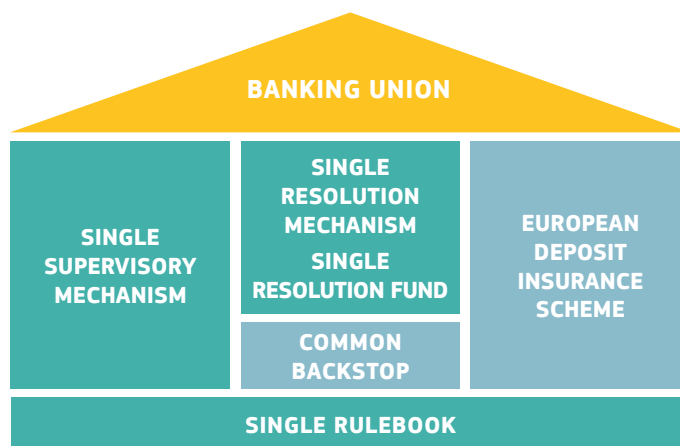 BANKING UNION
SINGLE
SUPERVISORY
MECHANISM
SINGLE
RESOLUTION
MECHANISM
SINGLE
RESOLUTION FUND
COMMON
BACKSTOP
EUROPEAN
DEPOSIT
INSURANCE
SCHEME
SINGLE RULEBOOK